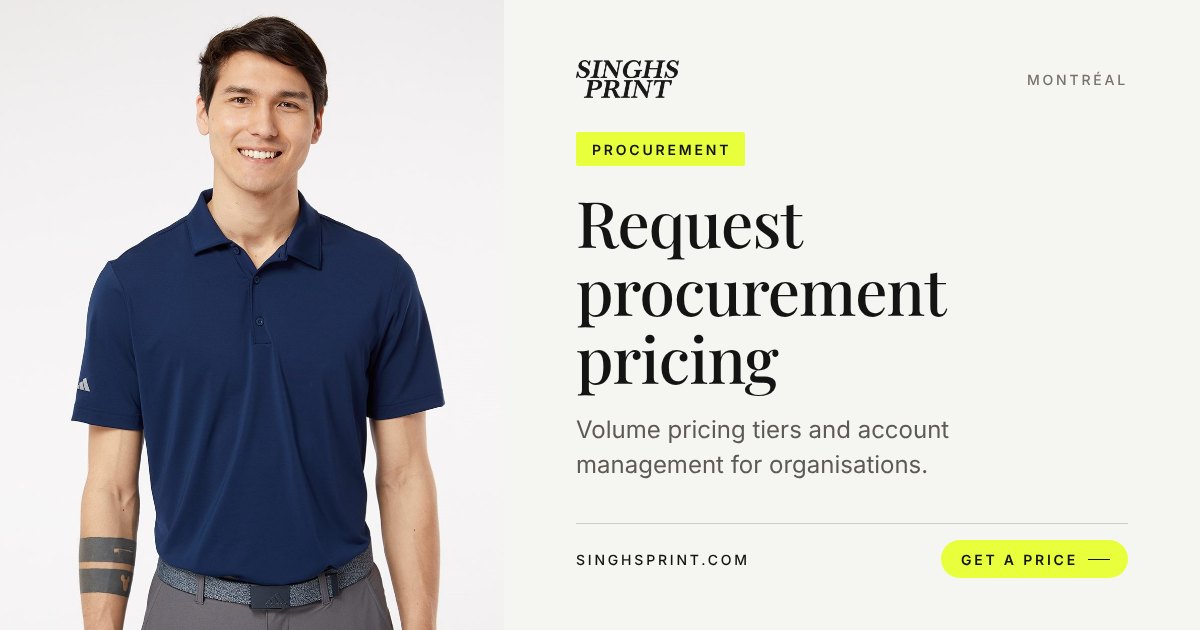 SINGHS
PRINT
MONTRÉAL
PROCUREMENT
Request
procurement
pricing
Volume pricing tiers and account
management for organisations.
SINGHSPRINT.COM
GET A PRICE